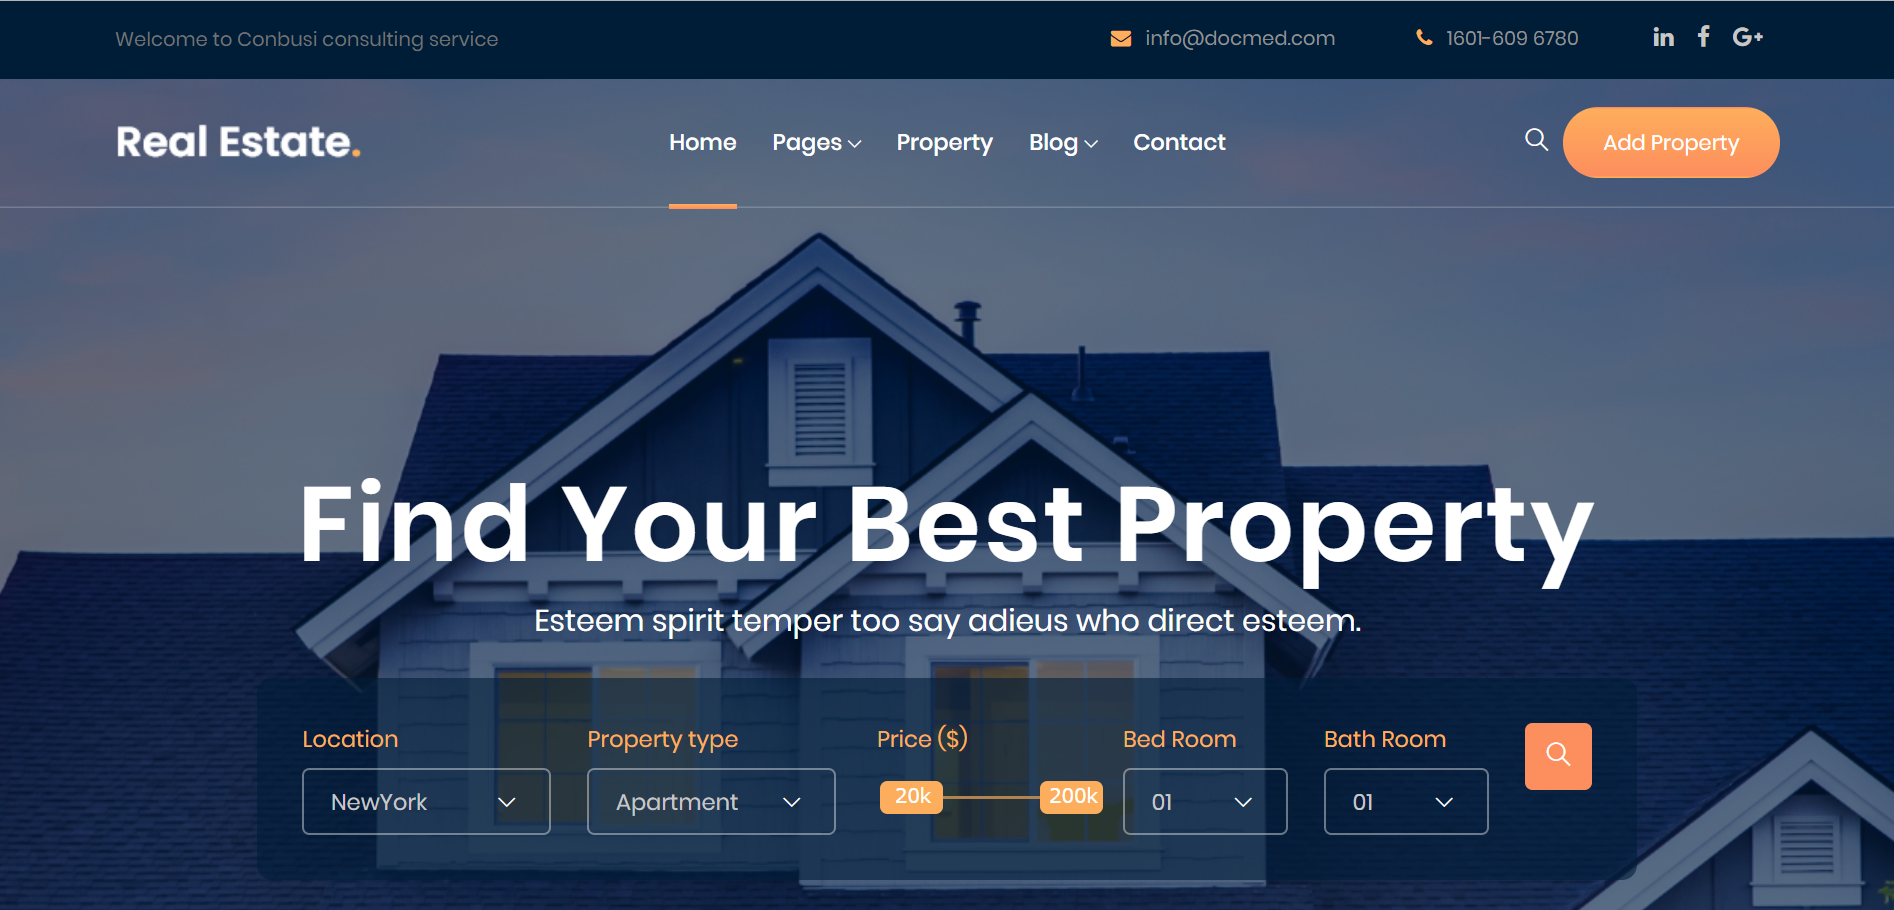 Welcome to Conbusi consulting service
info@docmed.com
1601-609 6780
in f G+
Real Estate.
Home Pages Property Blog Contact
Add Property
Find Your Best Property
Esteem spirit temper too say adieus who direct esteem.
Location Property type Price ($) Bed Room Bath Room
NewYork Apartment 20k 200k 01 01